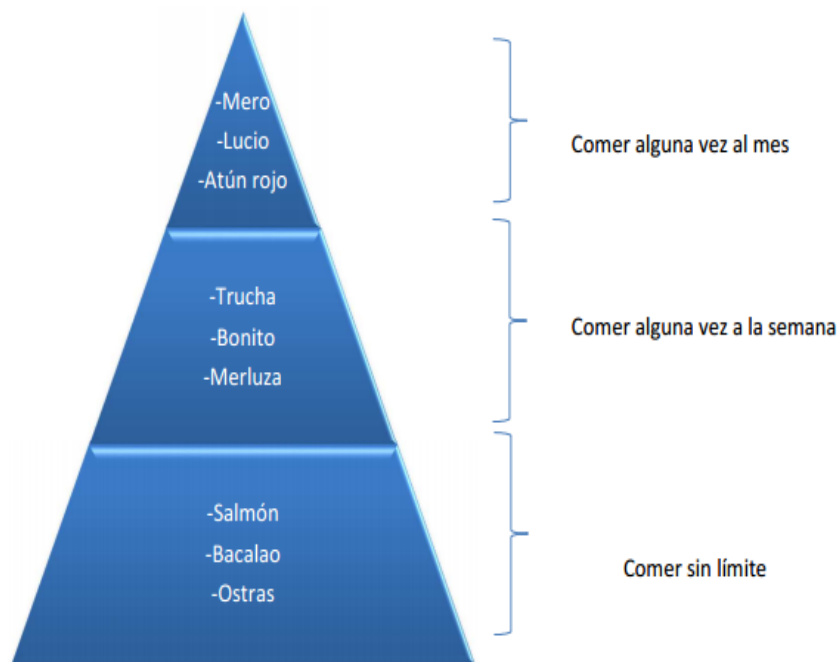 -Mero
-Lucio
-Atún rojo
Comer alguna vez al mes
-Trucha
-Bonito
-Merluza
Comer alguna vez a la semana
-Salmón
-Bacalao
-Ostras
Comer sin límite